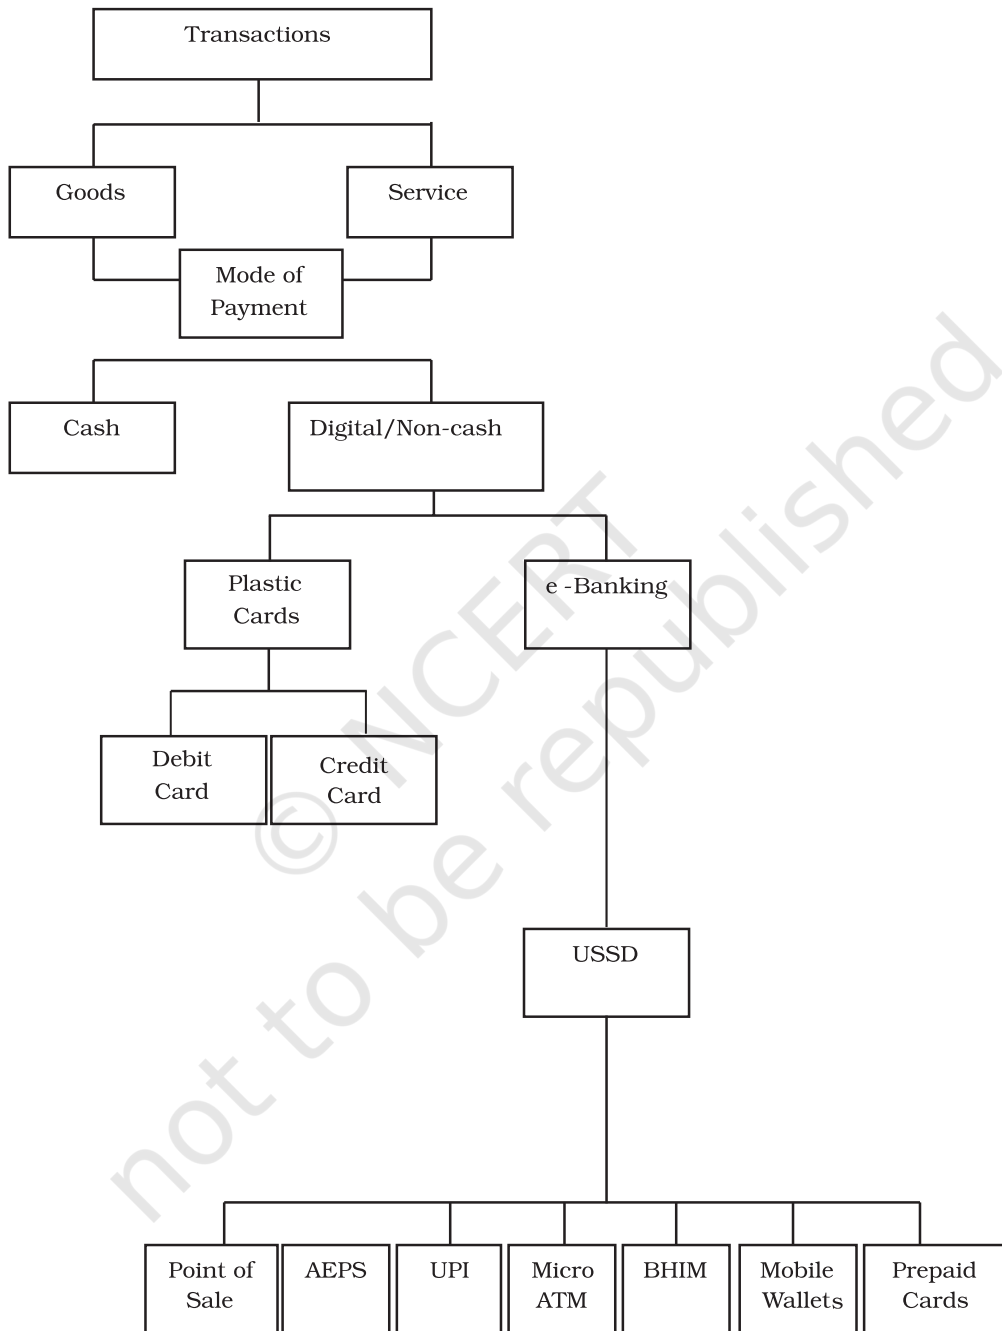 Transactions
Goods
Service
Mode of
Payment
Cash
Digital/Non-cash
Plastic
Cards
e -Banking
Debit
Card
Credit
Card
USSD
Point of
Sale
AEPS
UPI
Micro
ATM
BHIM
Mobile
Wallets
Prepaid
Cards
© NCERT
not to be republished